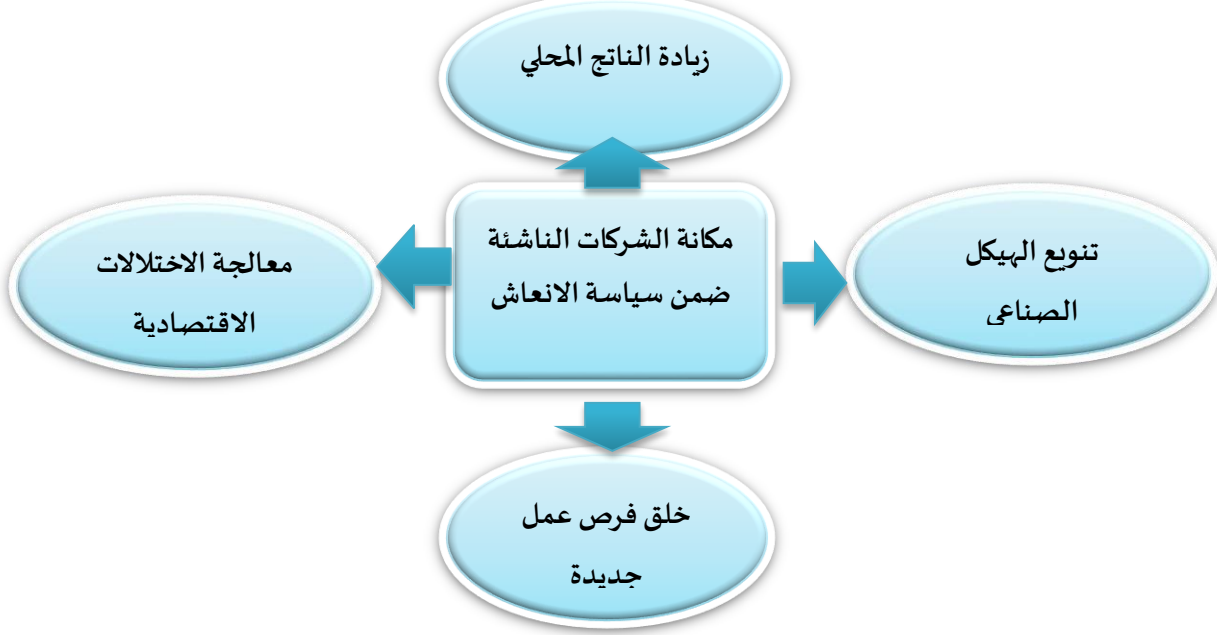 زيادة الناتج المحلي
مكانة الشركات الناشئة
ضمن سياسة الانعاش
تنويع الهيكل
الصناعي
معالجة الاختلالات
الاقتصادية
خلق فرص عمل
جديدة